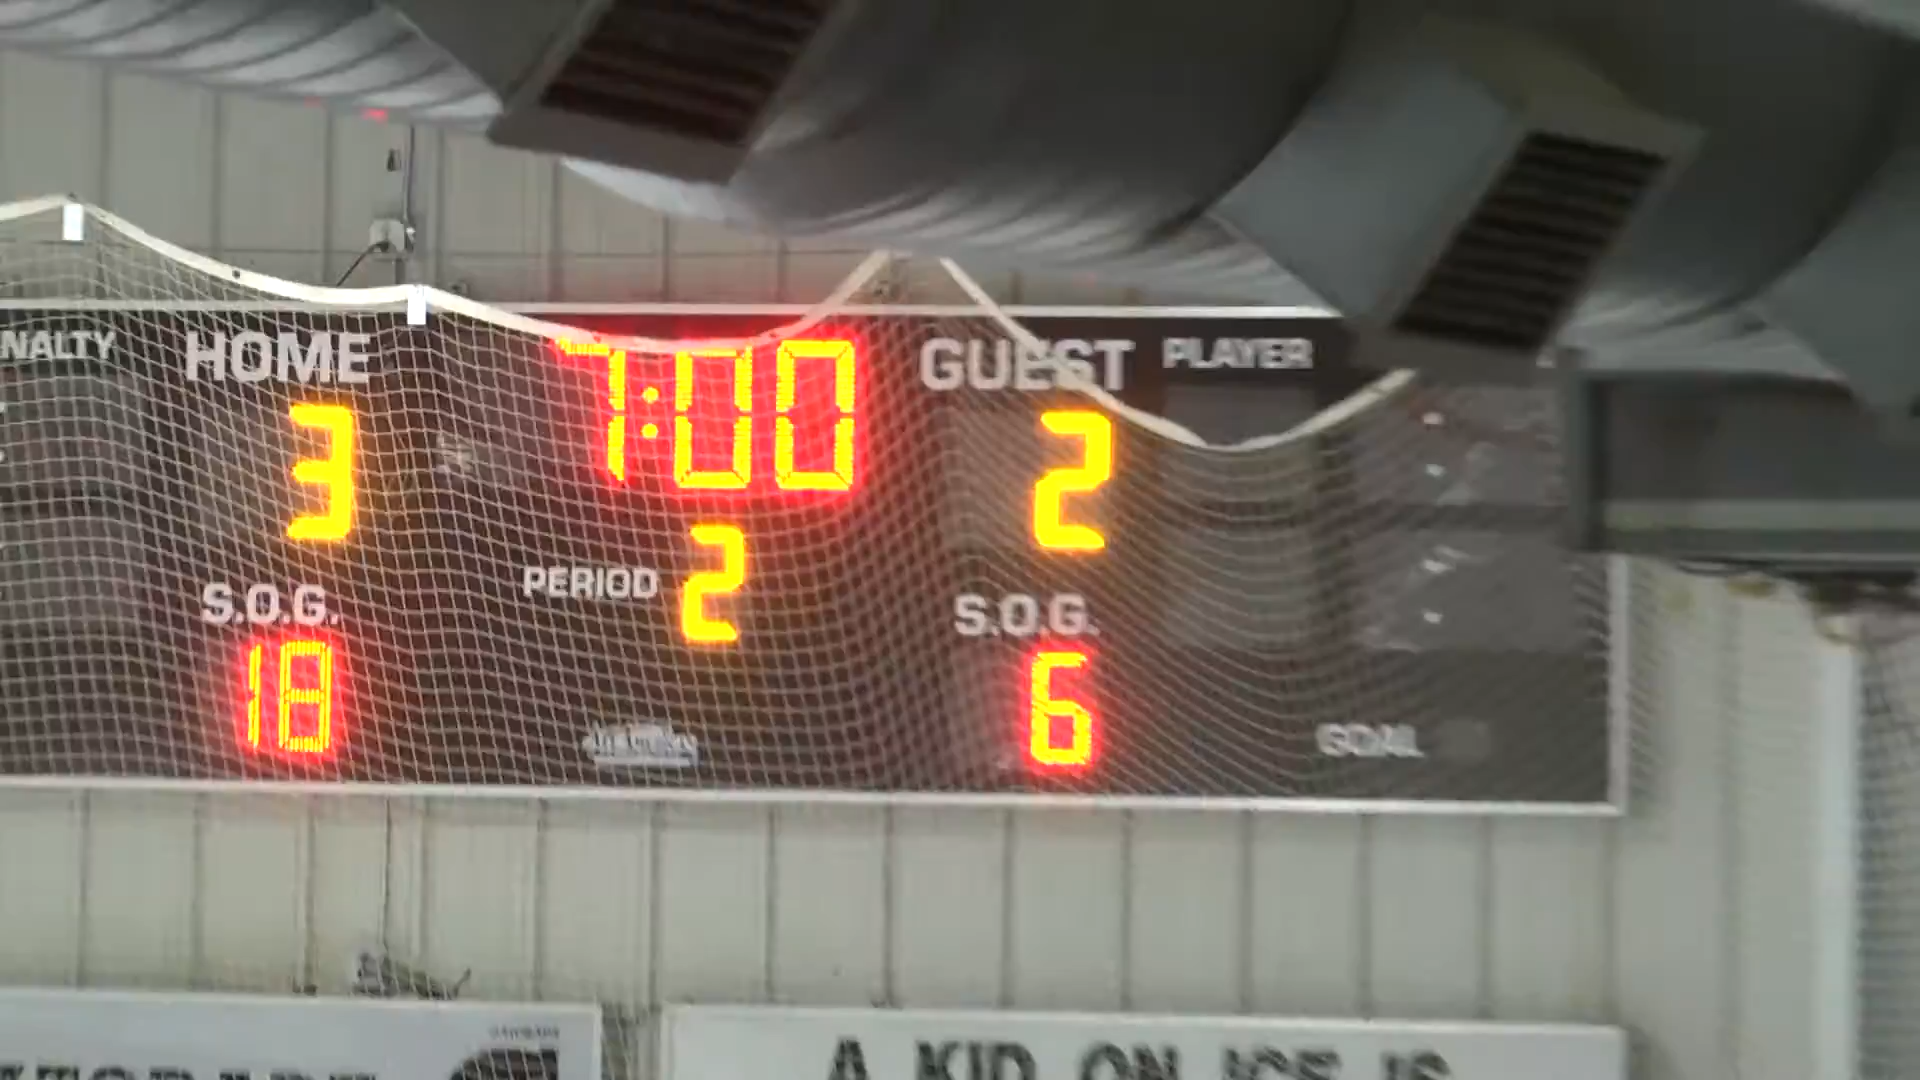 NALTY HOME 7:00 GUEST PLAYER
3 2
PERIOD 2
S.O.G. S.O.G.
18 6
GOAL
A KID ON ICE IS